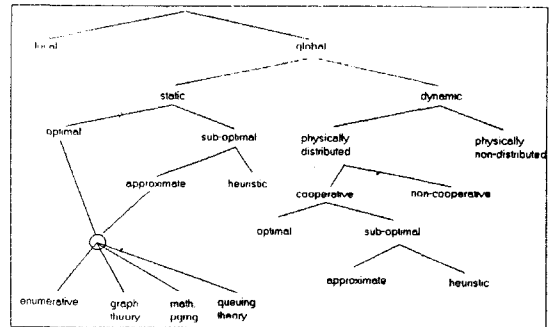 local global
static dynamic
optimal sub-optimal physically distributed physically non-distributed
approximate heuristic cooperative non-cooperative
optimal sub-optimal
approximate heuristic
enumerative graph theory math. pgmg queuing theory